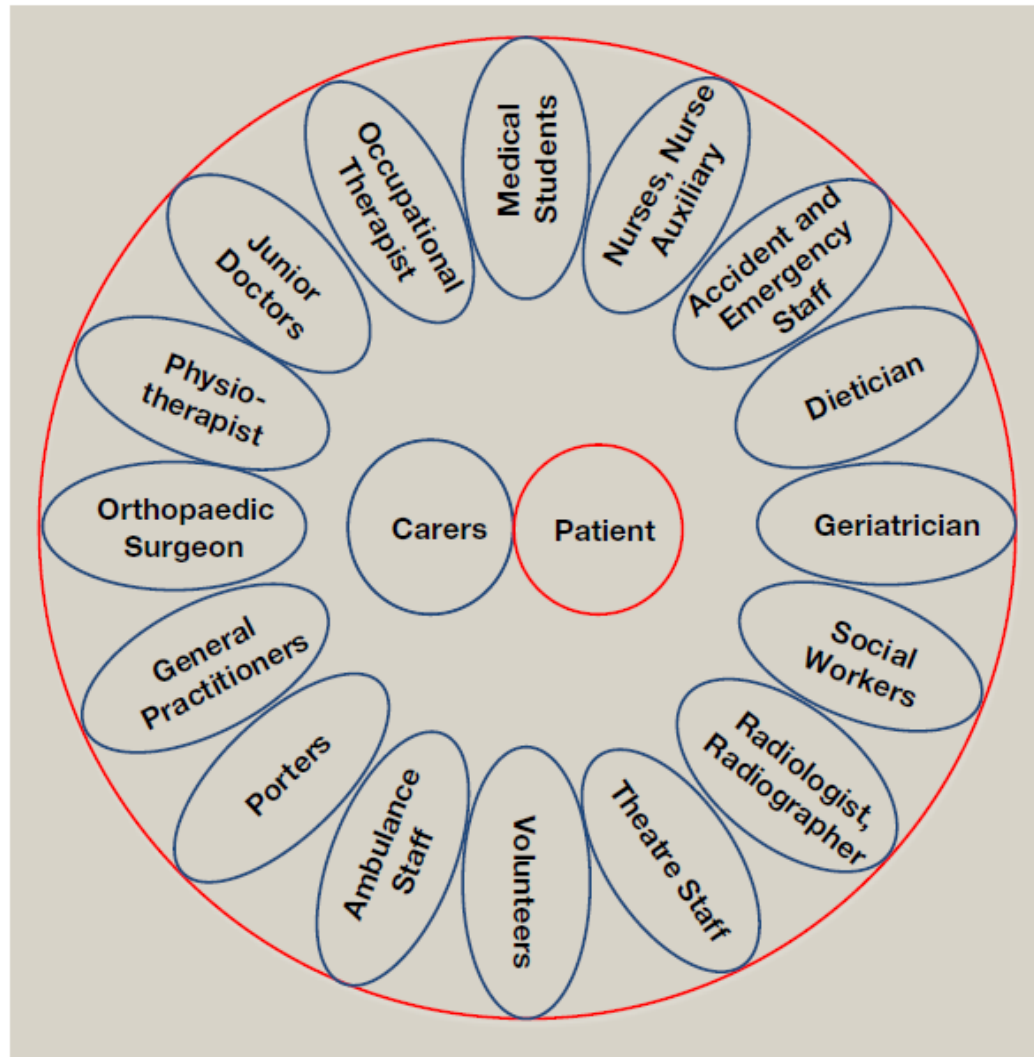 Medical
Students
Nurses, Nurse
Auxiliary
Accident and
Emergency
Staff
Dietician
Geriatrician
Social
Workers
Radiologist,
Radiographer
Theatre Staff
Volunteers
Ambulance
Staff
Porters
General
Practitioners
Orthopaedic
Surgeon
Physio-
therapist
Junior
Doctors
Occupational
Therapist
Carers
Patient